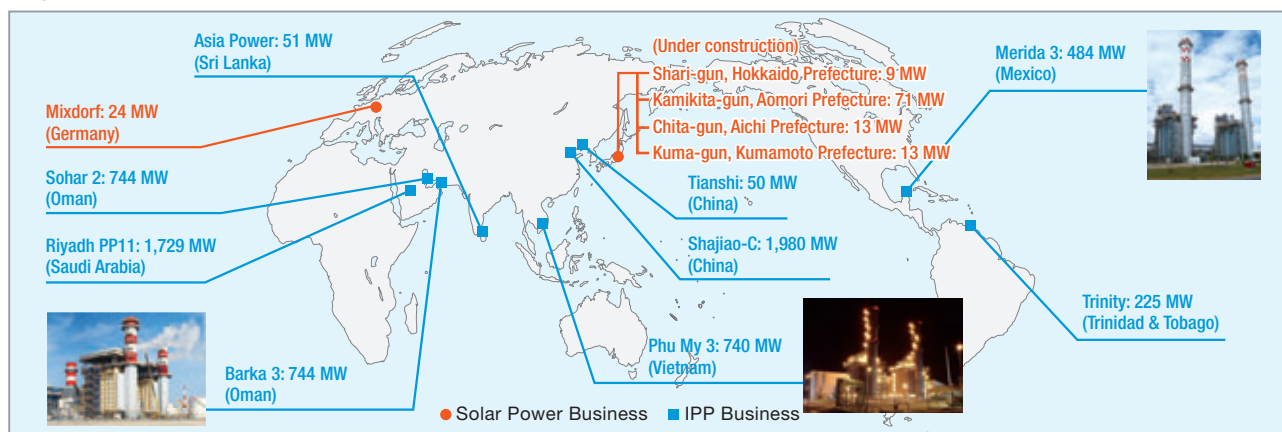 Asia Power: 51 MW
(Sri Lanka)
(Under construction)
Shari-gun, Hokkaido Prefecture: 9 MW
Kamikita-gun, Aomori Prefecture: 71 MW
Chita-gun, Aichi Prefecture: 13 MW
Kuma-gun, Kumamoto Prefecture: 13 MW
Merida 3: 484 MW
(Mexico)
Mixdorf: 24 MW
(Germany)
Sohar 2: 744 MW
(Oman)
Tianshi: 50 MW
(China)
Riyadh PP11: 1,729 MW
(Saudi Arabia)
Shajiao-C: 1,980 MW
(China)
Trinity: 225 MW
(Trinidad & Tobago)
Phu My 3: 740 MW
(Vietnam)
Barka 3: 744 MW
(Oman)
Solar Power Business IPP Business